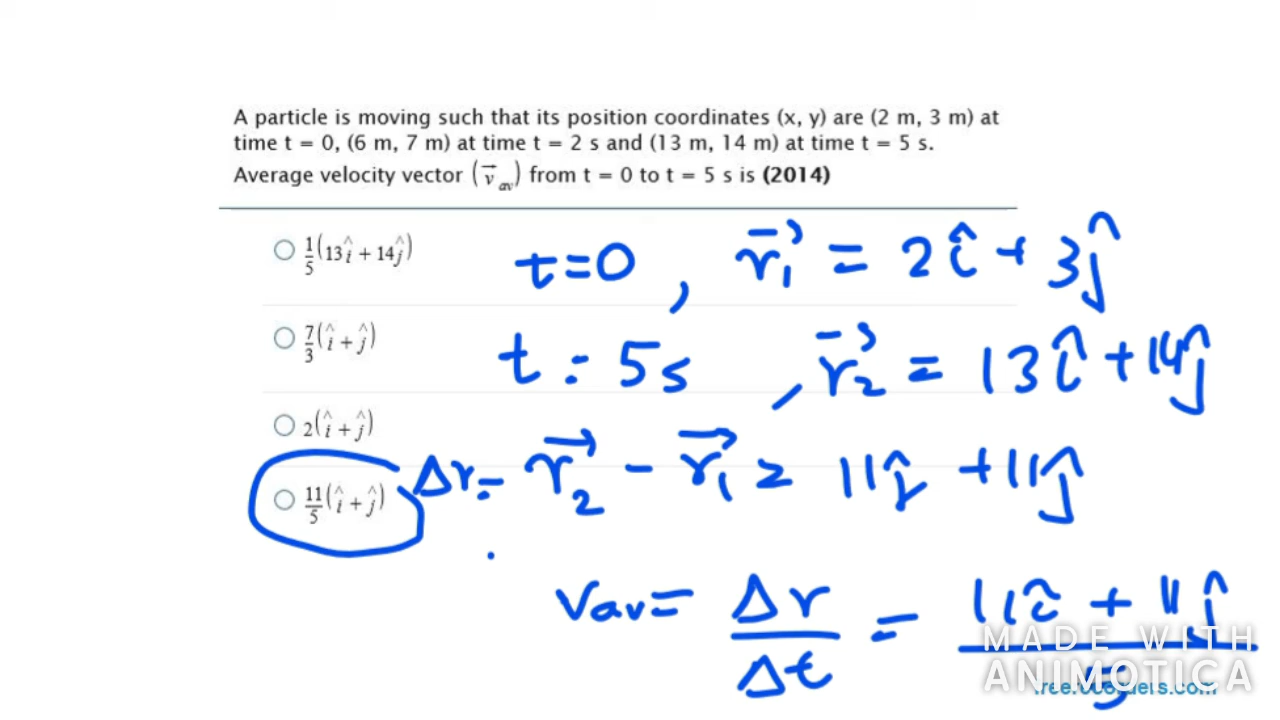 A particle is moving such that its position coordinates (x, y) are (2 m, 3 m) at
time t = 0, (6 m, 7 m) at time t = 2 s and (13 m, 14 m) at time t = 5 s.
Average velocity vector (v⃗_av) from t = 0 to t = 5 s is (2014)
1/5(13î + 14ĵ)
t=0, r⃗₁ = 2î + 3ĵ
7/3(î + ĵ)
t = 5s, r⃗₂ = 13î + 14ĵ
2(î + ĵ)
11/5(î + ĵ)
Δr = r⃗₂ - r⃗₁ = 11î + 11ĵ
Vav = Δr/Δt = 11î + 11ĵ/5
MADE WITH
ANIMOTICA